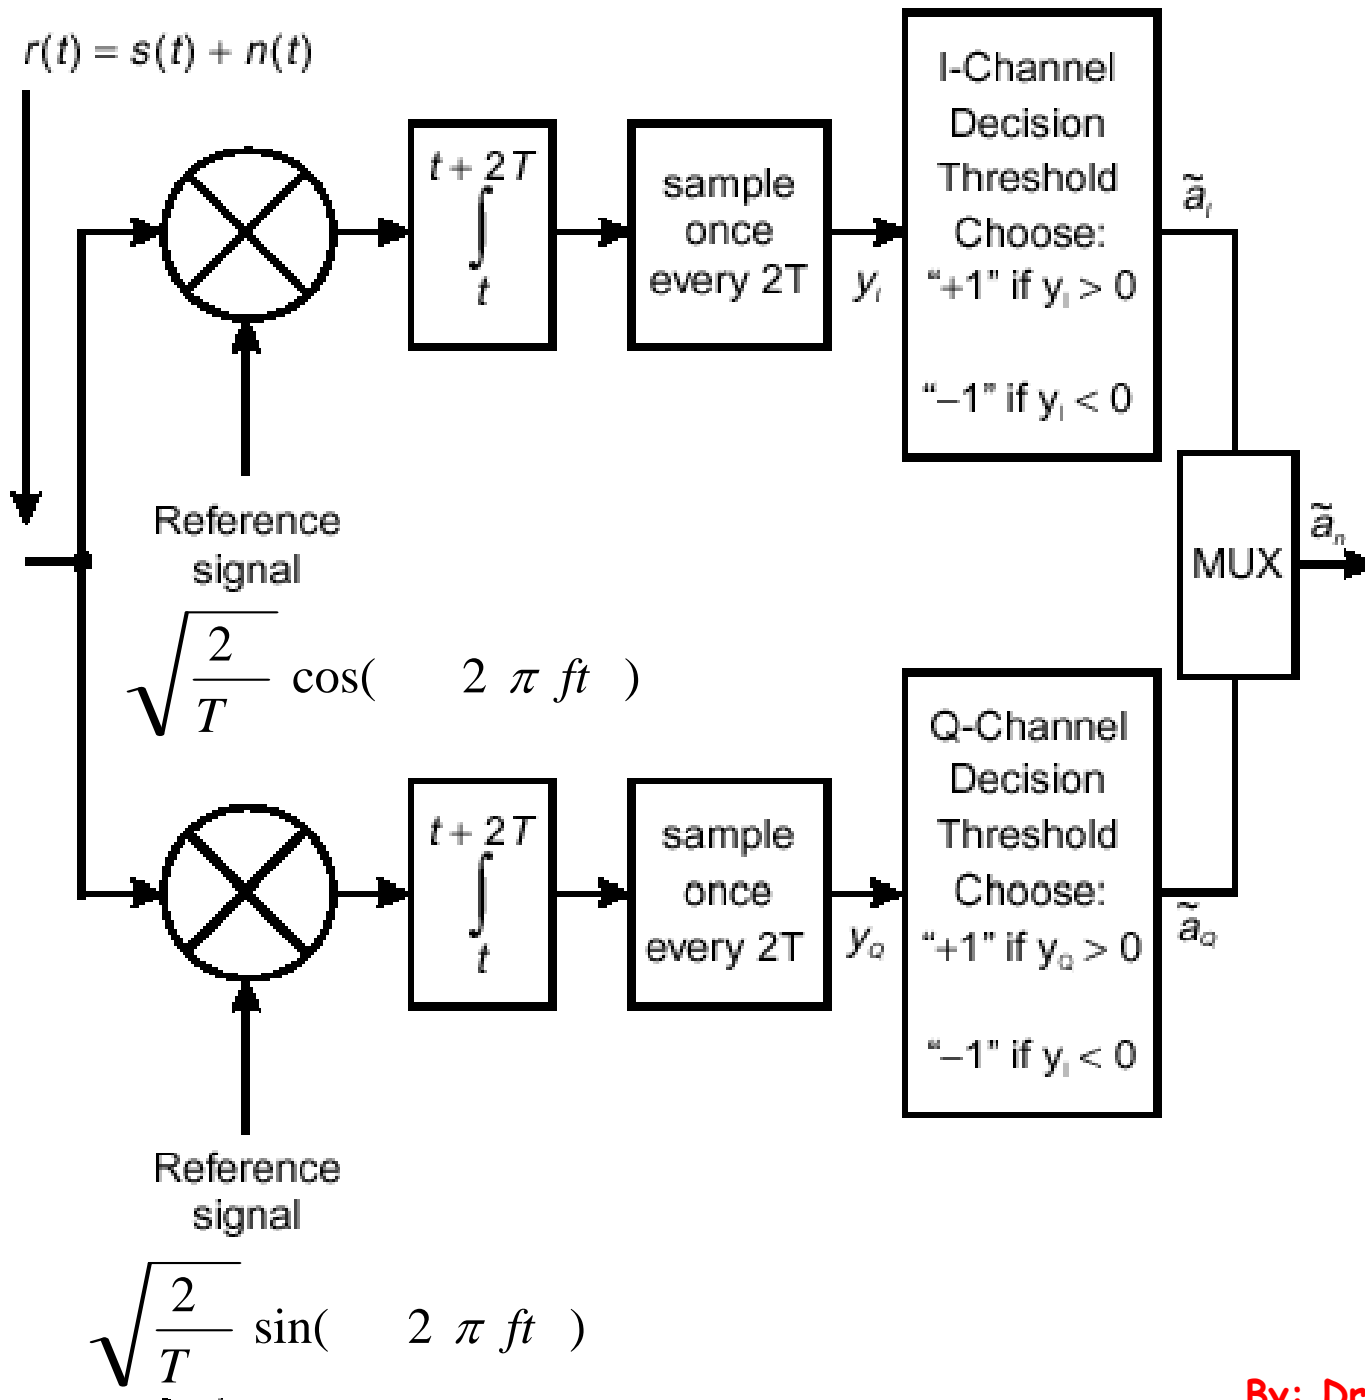 r(t) = s(t) + n(t)
t + 2T
∫
t
sample
once
every 2T
y_I
I-Channel
Decision
Threshold
Choose:
“+1” if y_I > 0
“−1” if y_I < 0
ã_I
Reference
signal
√(2/T) cos( 2 π ft )
MUX
ã_n
t + 2T
∫
t
sample
once
every 2T
y_Q
Q-Channel
Decision
Threshold
Choose:
“+1” if y_Q > 0
“−1” if y_I < 0
ã_Q
Reference
signal
√(2/T) sin( 2 π ft )
By: Dr